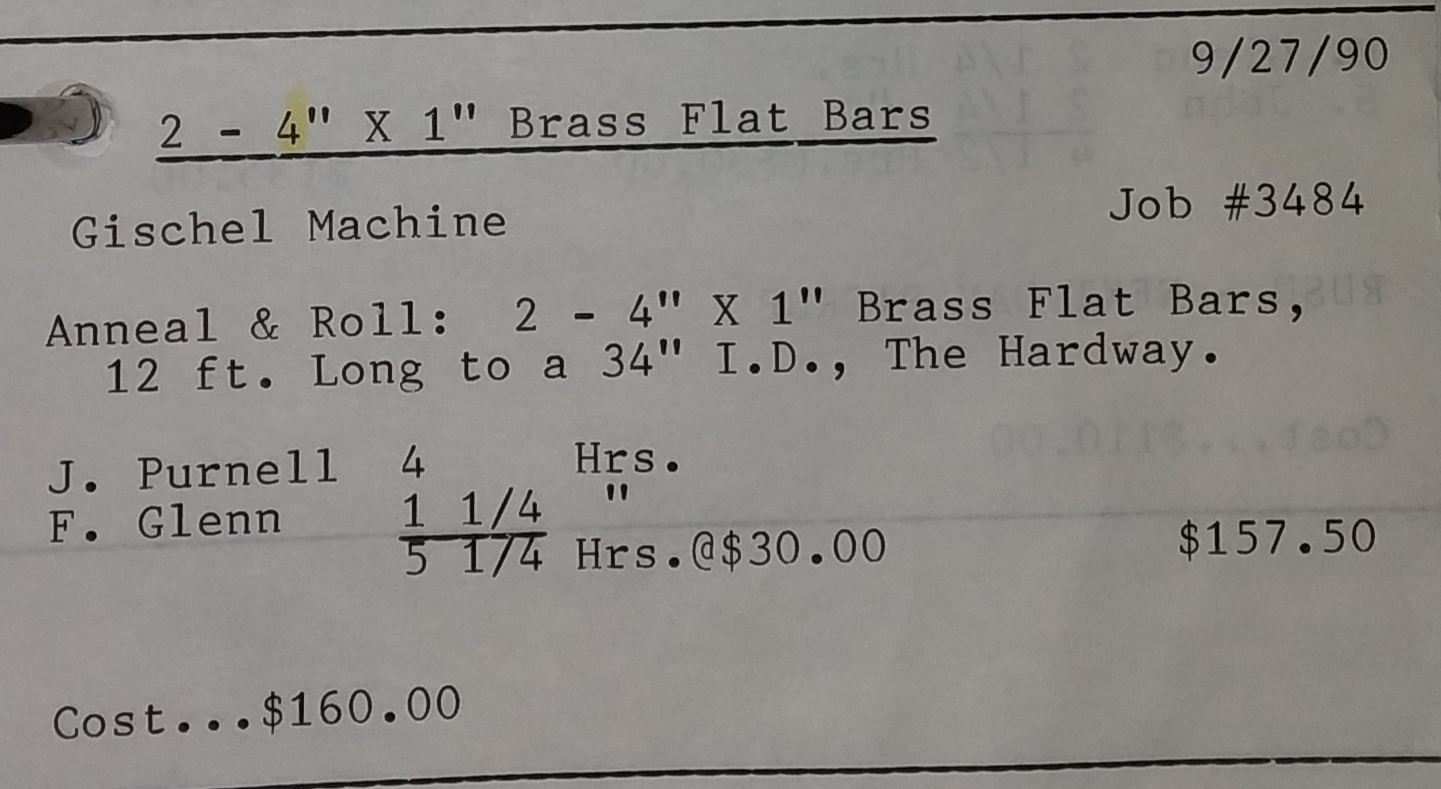 9/27/90
2 - 4" X 1" Brass Flat Bars
Gischel Machine Job #3484
Anneal & Roll: 2 - 4" X 1" Brass Flat Bars,
12 ft. Long to a 34" I.D., The Hardway.
J. Purnell 4 Hrs.
F. Glenn 1 1/4 "
5 1/4 Hrs.@$30.00 $157.50
Cost...$160.00